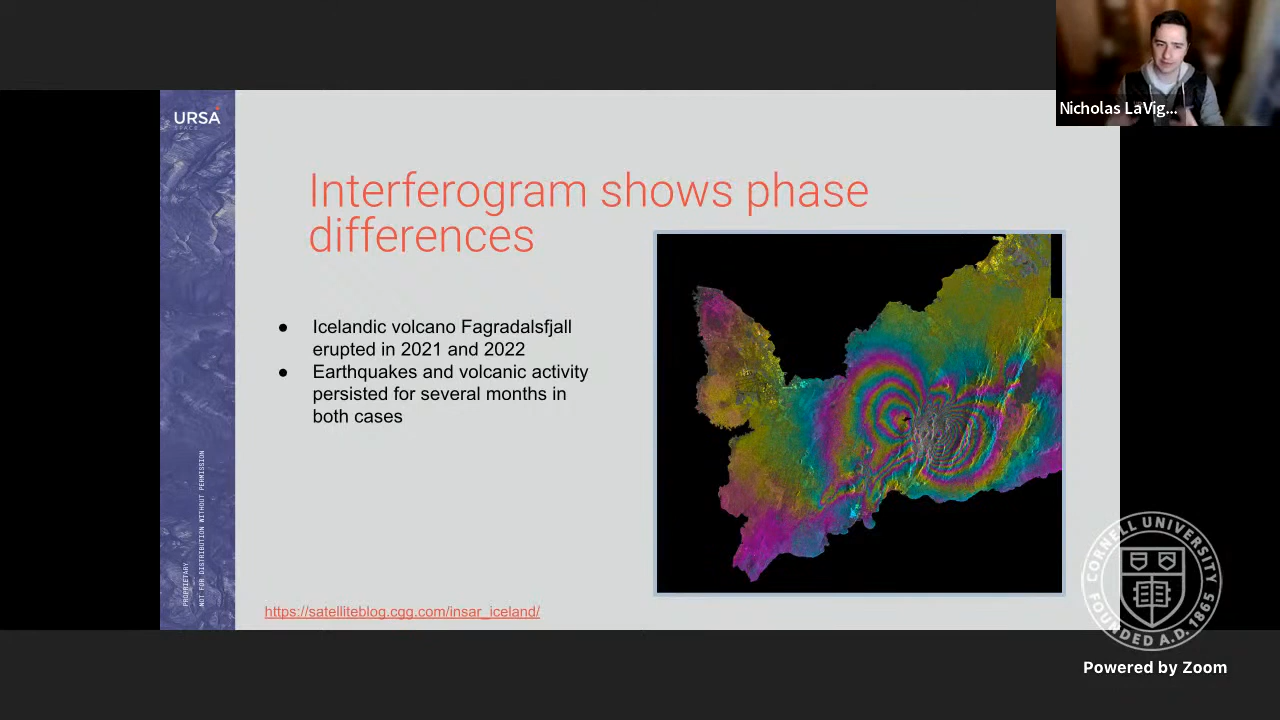 Nicholas LaVig...
URSA
SPACE
Interferogram shows phase
differences
● Icelandic volcano Fagradalsfjall
erupted in 2021 and 2022
● Earthquakes and volcanic activity
persisted for several months in
both cases
PROPRIETARY
NOT FOR DISTRIBUTION WITHOUT PERMISSION
https://satelliteblog.cgg.com/insar_iceland/
CORNELL UNIVERSITY
FOUNDED A.D. 1865
Powered by Zoom